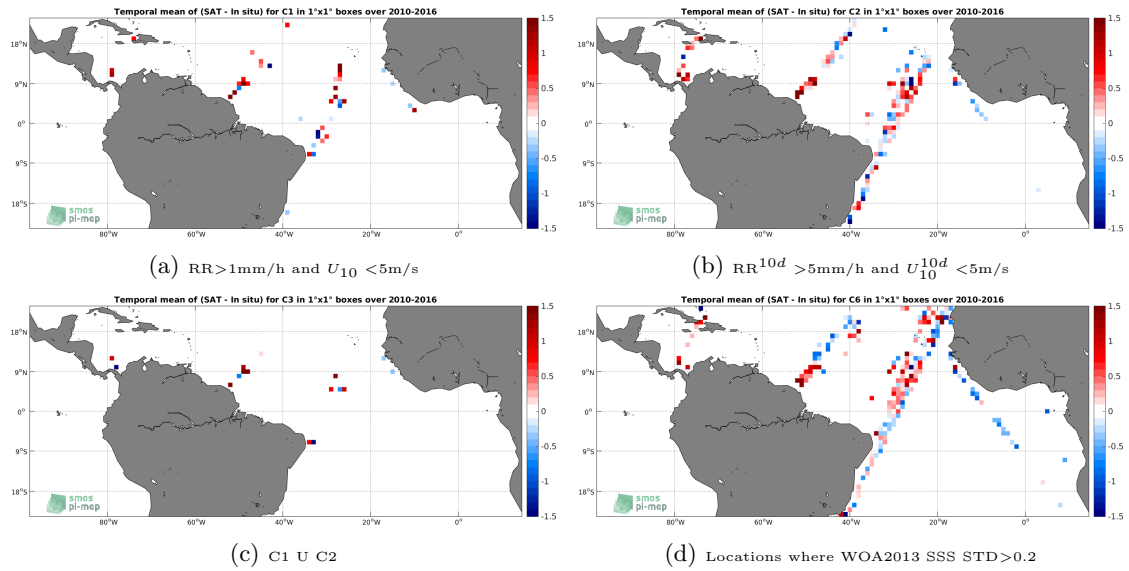 Temporal mean of (SAT - In situ) for C1 in 1°x1° boxes over 2010-2016
18°N
9°N
0°
9°S
18°S
80°W
60°W
40°W
20°W
0°
1.5
1
0.5
0
-0.5
-1
-1.5
smos
pi-mep
(a) RR>1mm/h and U10 <5m/s
Temporal mean of (SAT - In situ) for C2 in 1°x1° boxes over 2010-2016
18°N
9°N
0°
9°S
18°S
80°W
60°W
40°W
20°W
0°
1.5
1
0.5
0
-0.5
-1
-1.5
smos
pi-mep
(b) RR10d >5mm/h and U10d10 <5m/s
Temporal mean of (SAT - In situ) for C3 in 1°x1° boxes over 2010-2016
18°N
9°N
0°
9°S
18°S
80°W
60°W
40°W
20°W
0°
1.5
1
0.5
0
-0.5
-1
-1.5
smos
pi-mep
(c) C1 U C2
Temporal mean of (SAT - In situ) for C6 in 1°x1° boxes over 2010-2016
18°N
9°N
0°
9°S
18°S
80°W
60°W
40°W
20°W
0°
1.5
1
0.5
0
-0.5
-1
-1.5
smos
pi-mep
(d) Locations where WOA2013 SSS STD>0.2